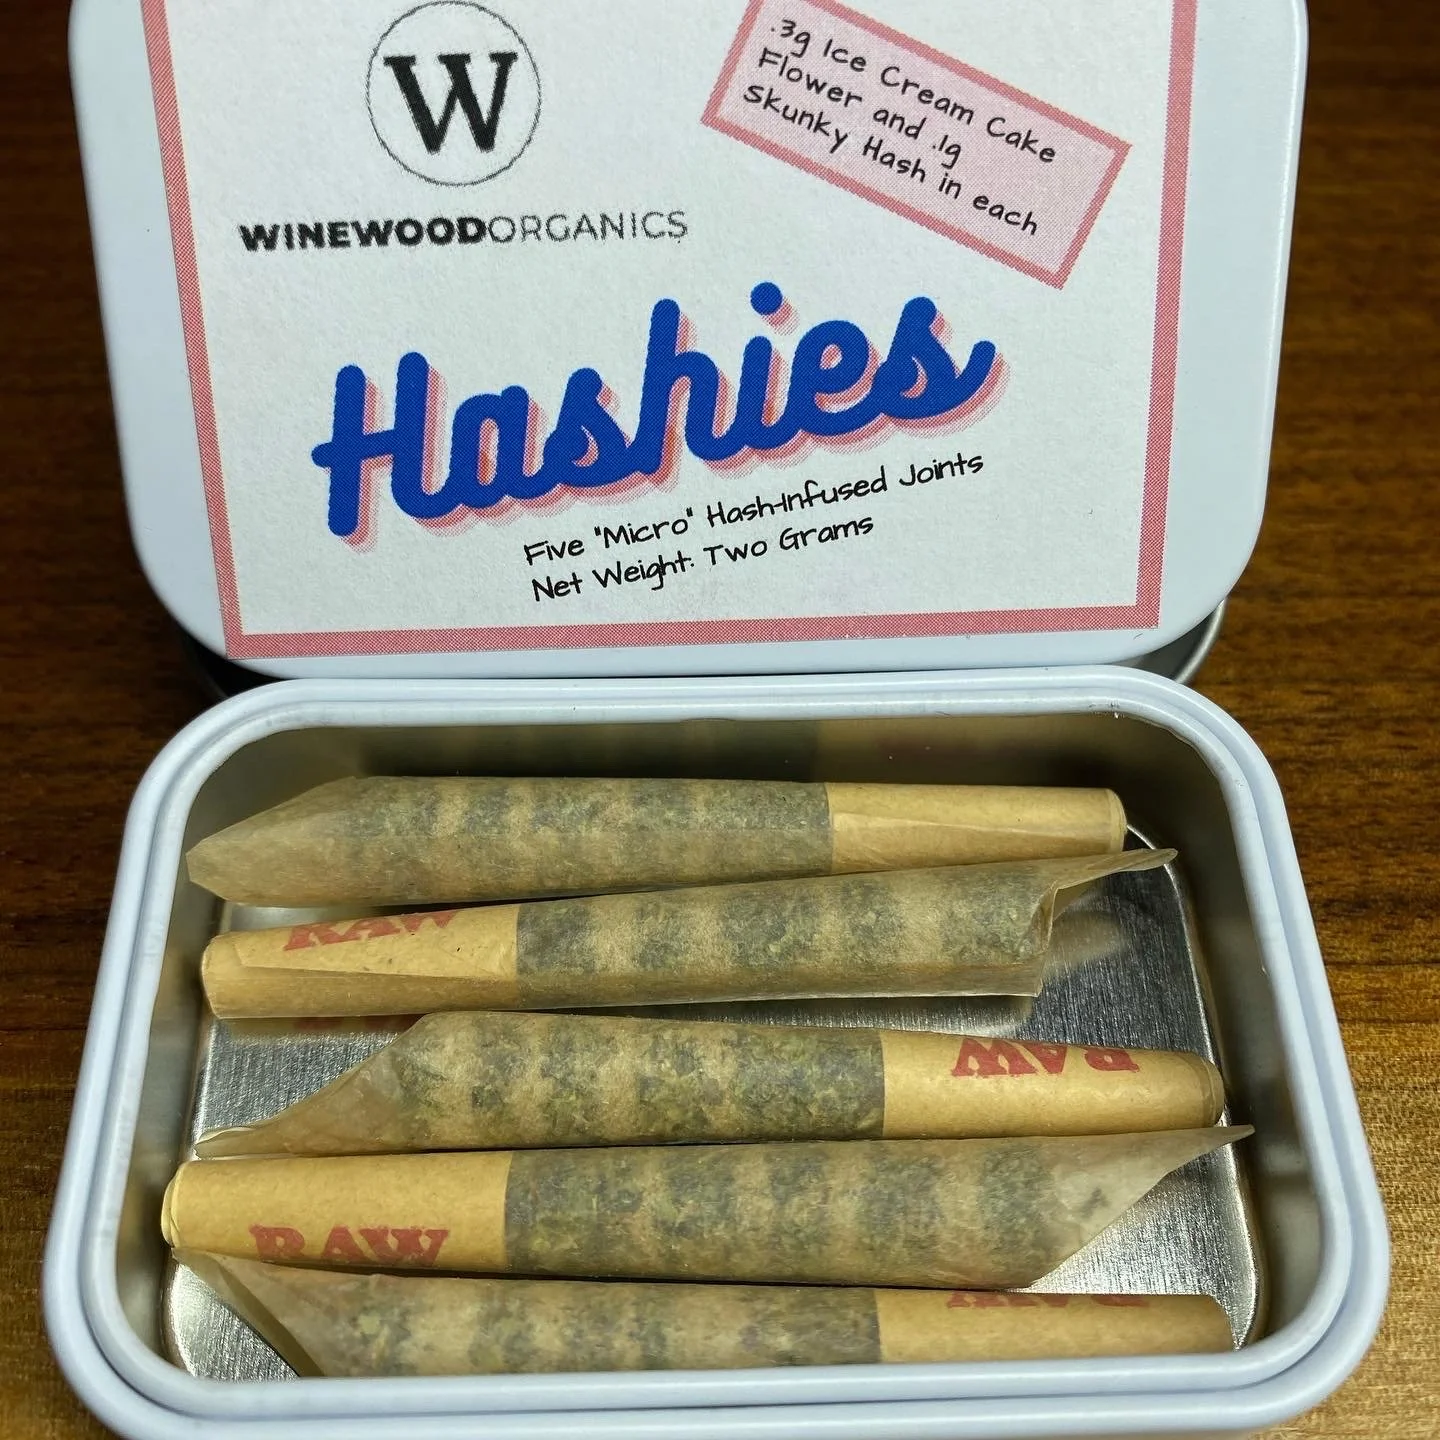 W
WINEWOODORGANICS
.3g Ice Cream Cake
Flower and .1g
Skunky Hash in each
Hashies
Five "Micro" Hash-Infused Joints
Net Weight: Two Grams
RAW
RAW
RAW
RAW